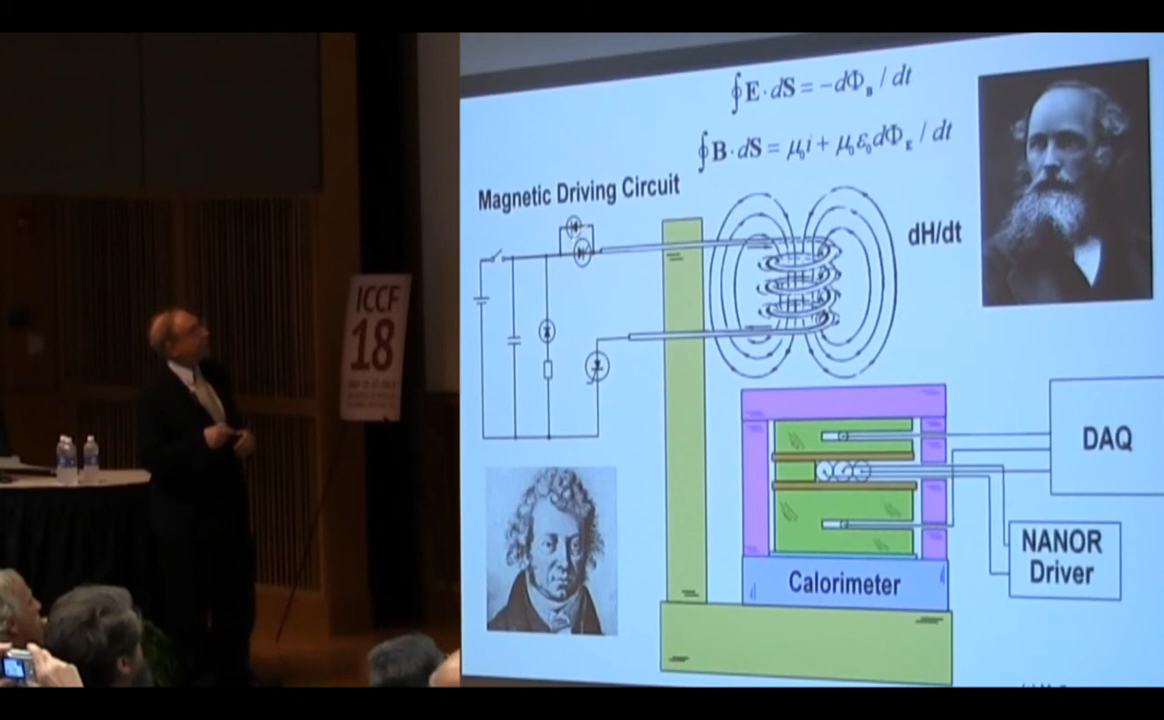 ∮E·dS = −dΦ_B / dt
∮B·dS = μ₀i + μ₀ε₀dΦ_E / dt
Magnetic Driving Circuit
dH/dt
ICCF
18
DAQ
NANOR
Driver
Calorimeter